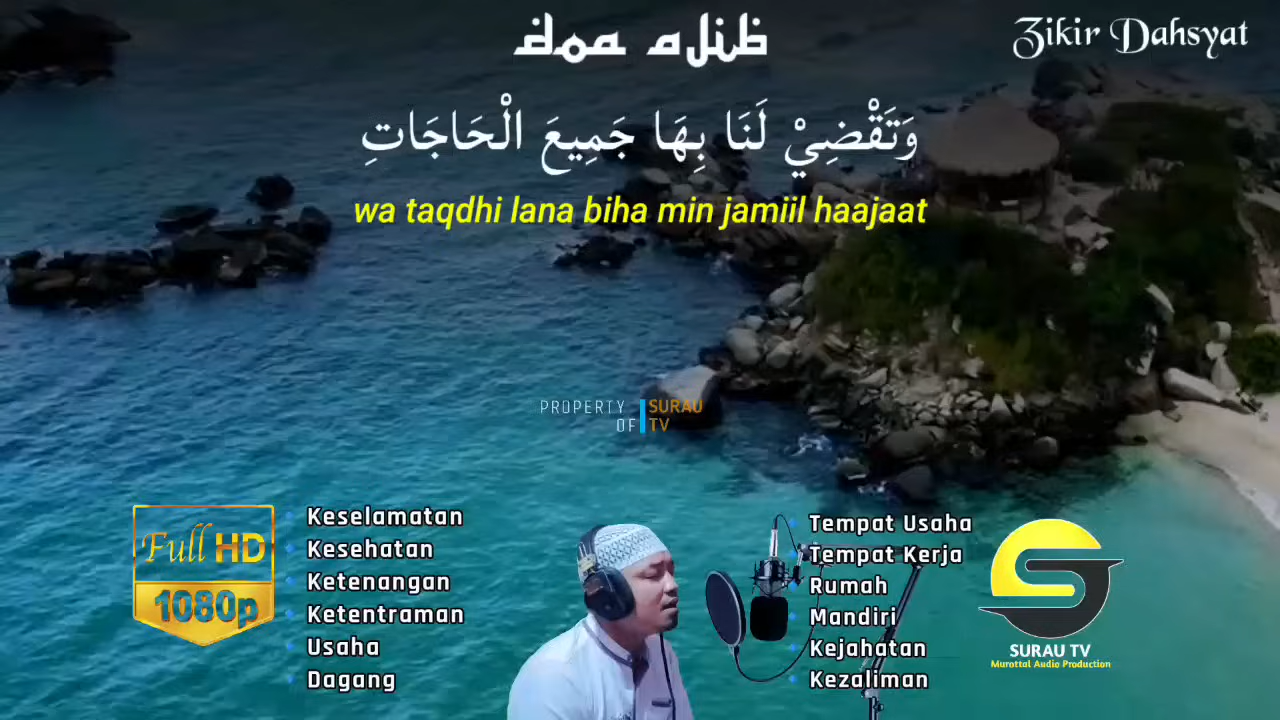 doa ajib
Zikir Dahsyat
وَتَقْضِيْ لَنَا بِهَا جَمِيعَ الْحَاجَاتِ
wa taqdhi lana biha min jamiil haajaat
PROPERTY OF
SURAU TV
Full HD
1080p
Keselamatan
Kesehatan
Ketenangan
Ketentraman
Usaha
Dagang
Tempat Usaha
Tempat Kerja
Rumah
Mandiri
Kejahatan
Kezaliman
SURAU TV
Murottal Audio Production